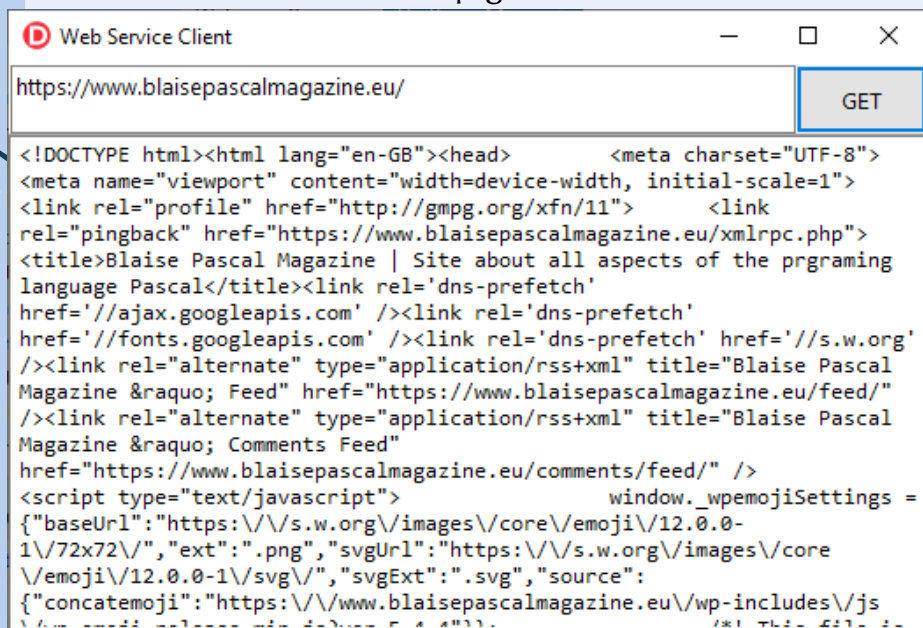 Web Service Client
https://www.blaisepascalmagazine.eu/
GET
<!DOCTYPE html><html lang="en-GB"><head>        <meta charset="UTF-8">
<meta name="viewport" content="width=device-width, initial-scale=1">
<link rel="profile" href="http://gmpg.org/xfn/11">      <link
rel="pingback" href="https://www.blaisepascalmagazine.eu/xmlrpc.php">
<title>Blaise Pascal Magazine | Site about all aspects of the prgraming
language Pascal</title><link rel='dns-prefetch'
href='//ajax.googleapis.com' /><link rel='dns-prefetch'
href='//fonts.googleapis.com' /><link rel='dns-prefetch' href='//s.w.org'
/><link rel="alternate" type="application/rss+xml" title="Blaise Pascal
Magazine &raquo; Feed" href="https://www.blaisepascalmagazine.eu/feed/"
/><link rel="alternate" type="application/rss+xml" title="Blaise Pascal
Magazine &raquo; Comments Feed"
href="https://www.blaisepascalmagazine.eu/comments/feed/" />
<script type="text/javascript">                 window._wpemojiSettings =
{"baseUrl":"https:\/\/s.w.org\/images\/core\/emoji\/12.0.0-
1\/72x72\/","ext":".png","svgUrl":"https:\/\/s.w.org\/images\/core
\/emoji\/12.0.0-1\/svg\/","svgExt":".svg","source":
{"concatemoji":"https:\/\/www.blaisepascalmagazine.eu\/wp-includes\/js